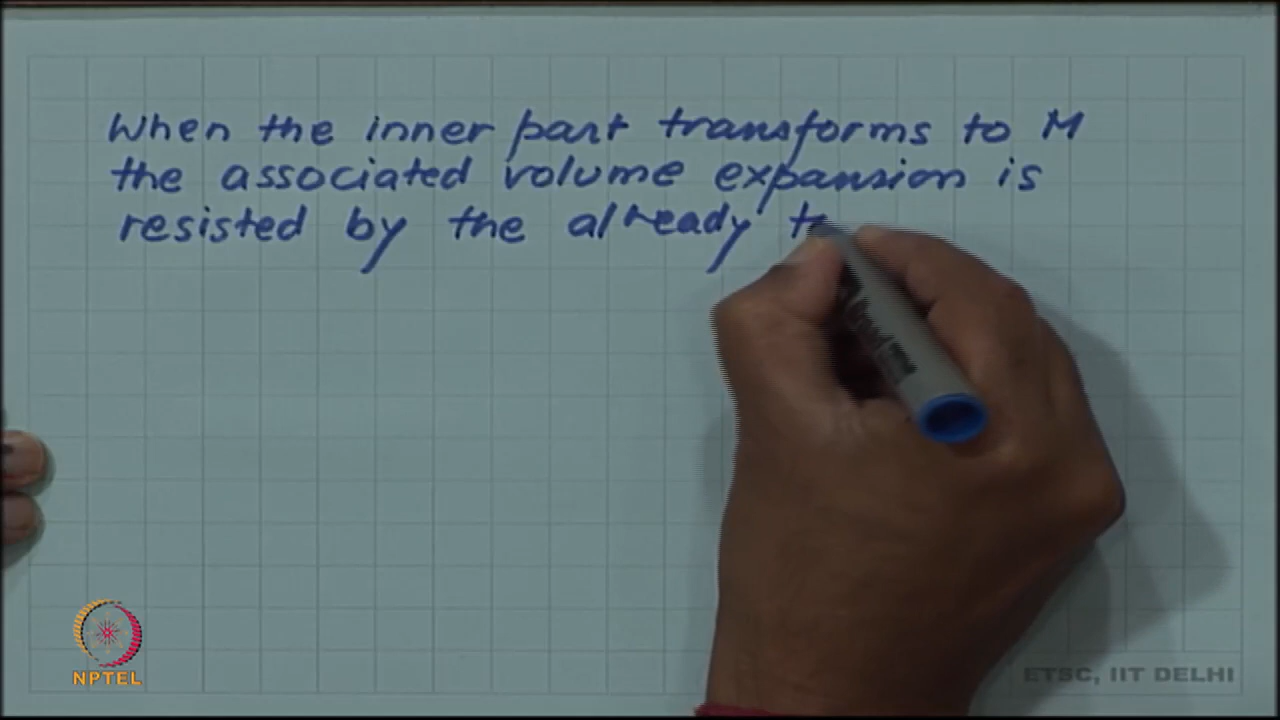 When the inner part transforms to M
the associated volume expansion is
resisted by the already
NPTEL
ETSC, IIT DELHI